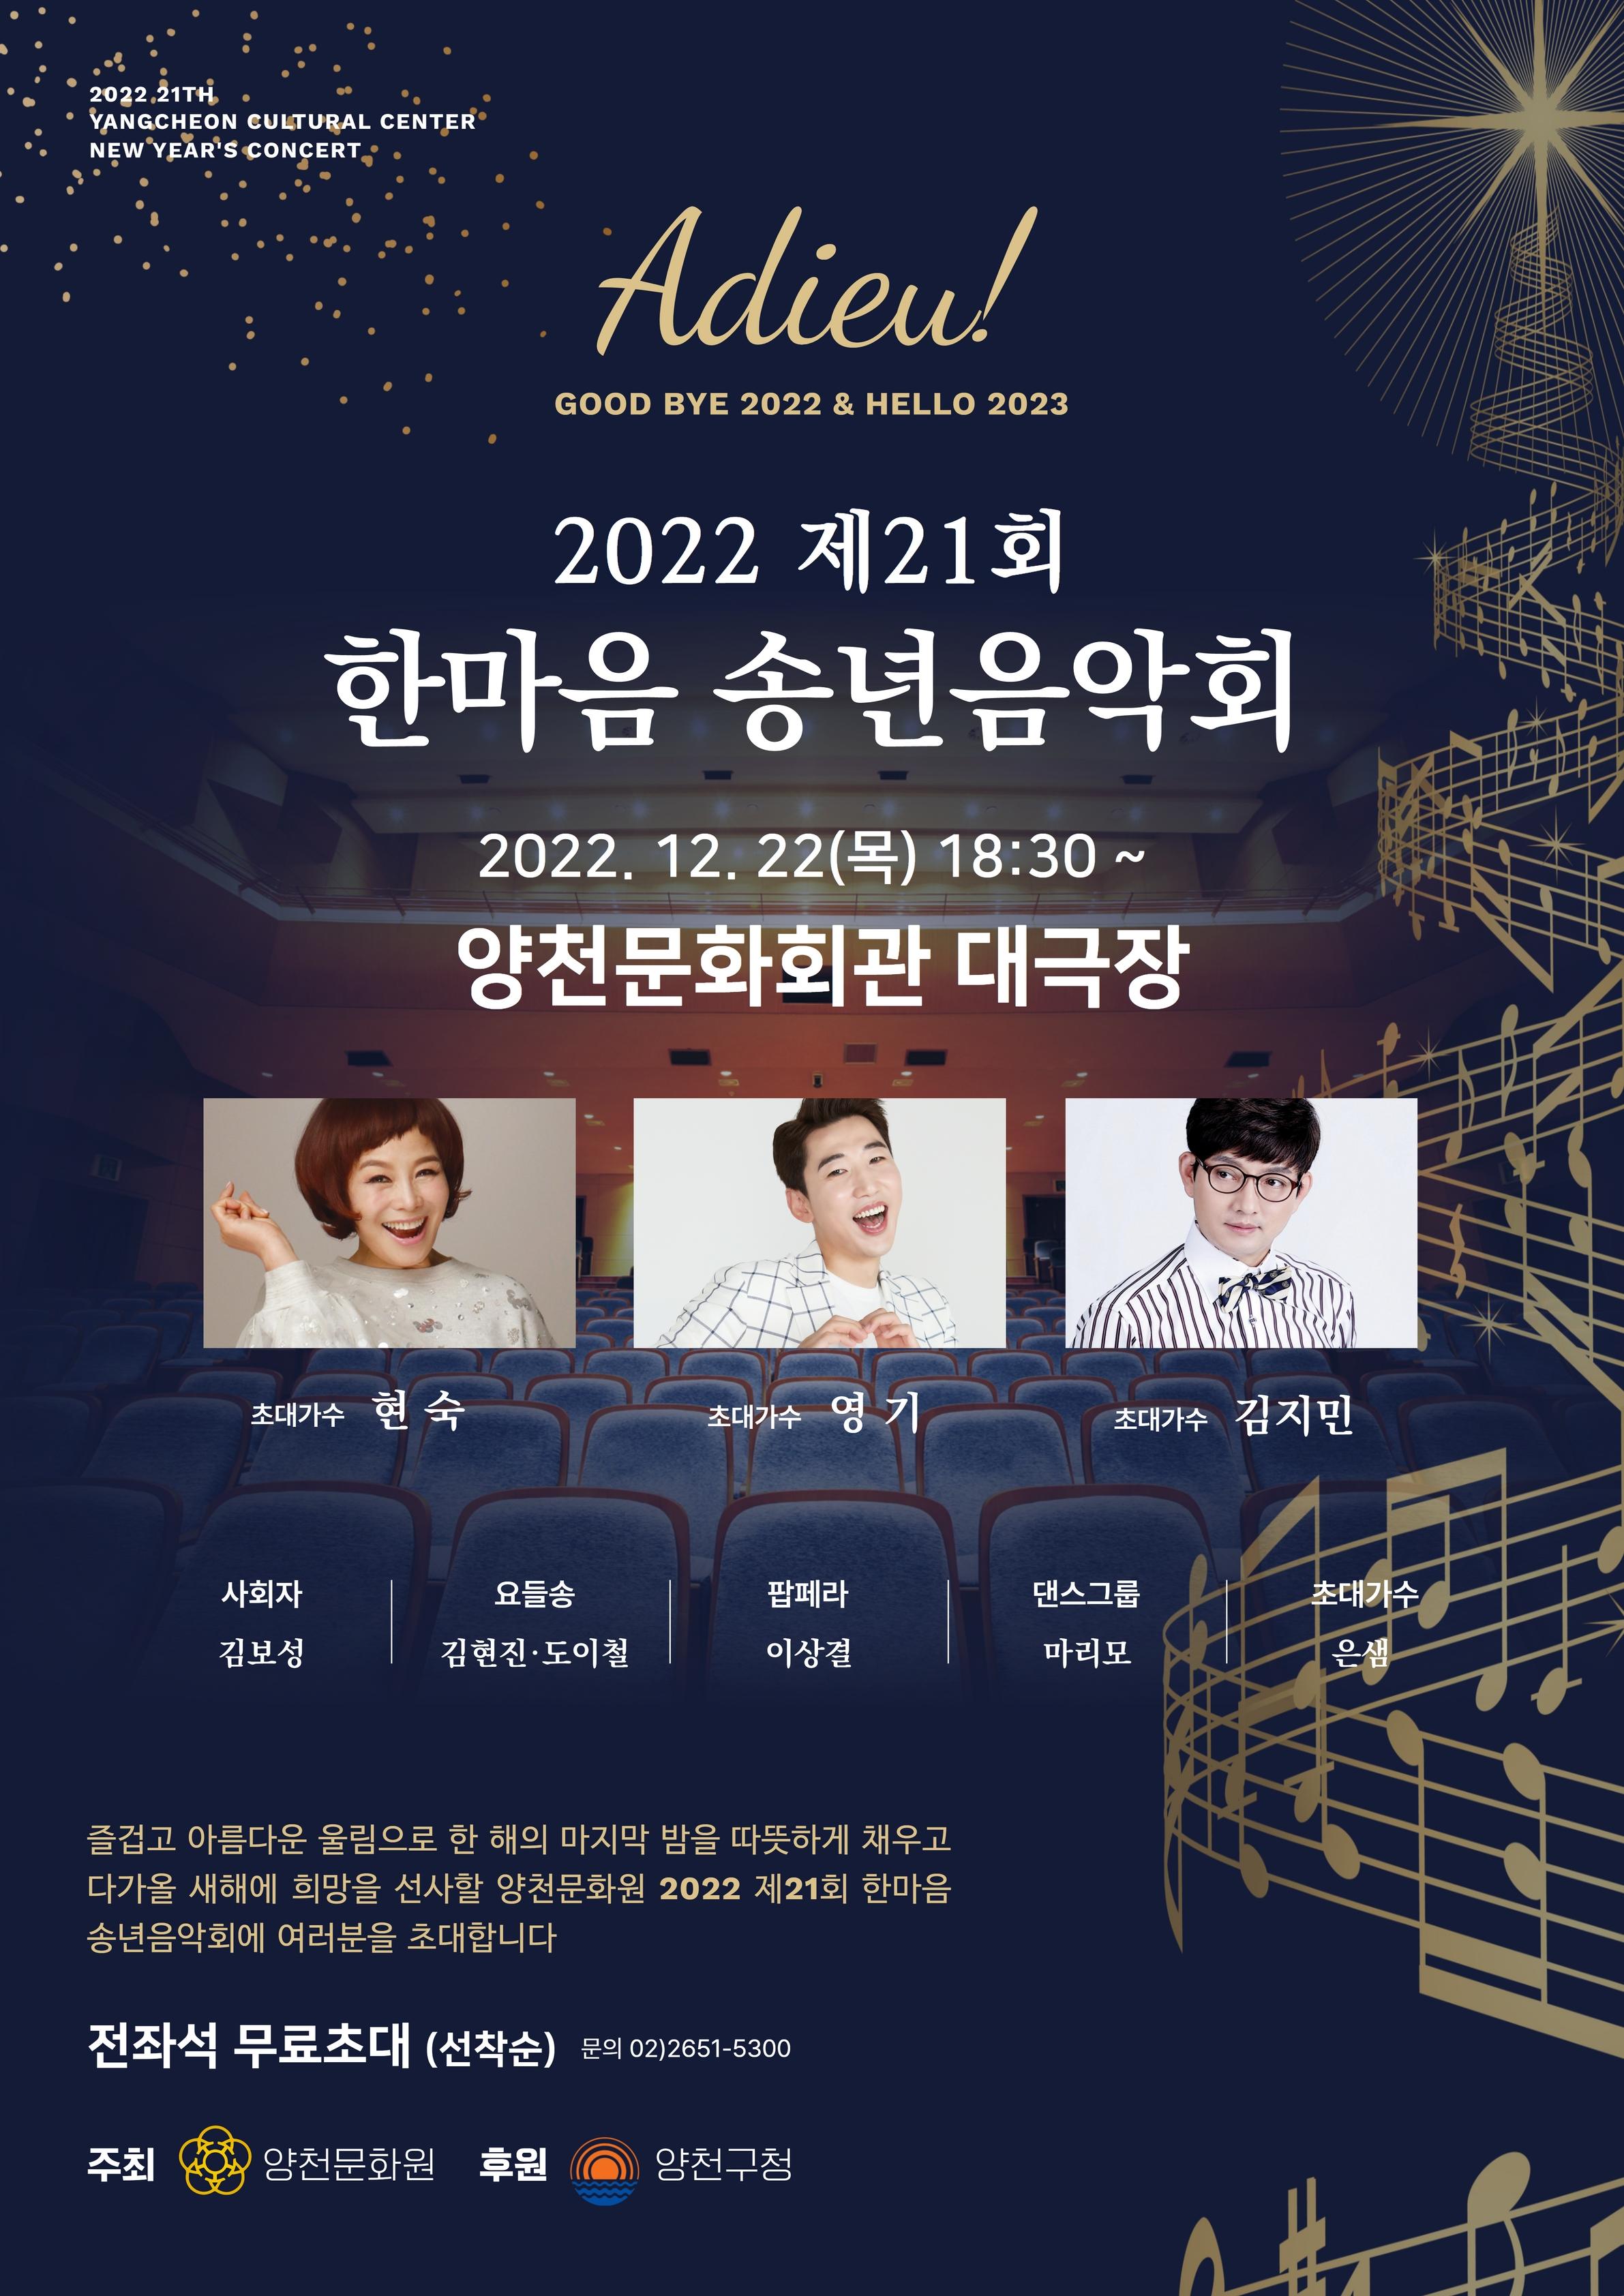 2022 21TH
YANGCHEON CULTURAL CENTER
NEW YEAR'S CONCERT
Adieu!
GOOD BYE 2022 & HELLO 2023
2022 제21회
한마음 송년음악회
2022. 12. 22(목) 18:30 ~
양천문화회관 대극장
초대가수 현 숙
초대가수 영 기
초대가수 김지민
사회자
김보성
요들송
김현진·도이철
팝페라
이상결
댄스그룹
마리모
초대가수
은샘
즐겁고 아름다운 울림으로 한 해의 마지막 밤을 따뜻하게 채우고
다가올 새해에 희망을 선사할 양천문화원 2022 제21회 한마음
송년음악회에 여러분을 초대합니다
전좌석 무료초대 (선착순) 문의 02)2651-5300
주최 양천문화원 후원 양천구청